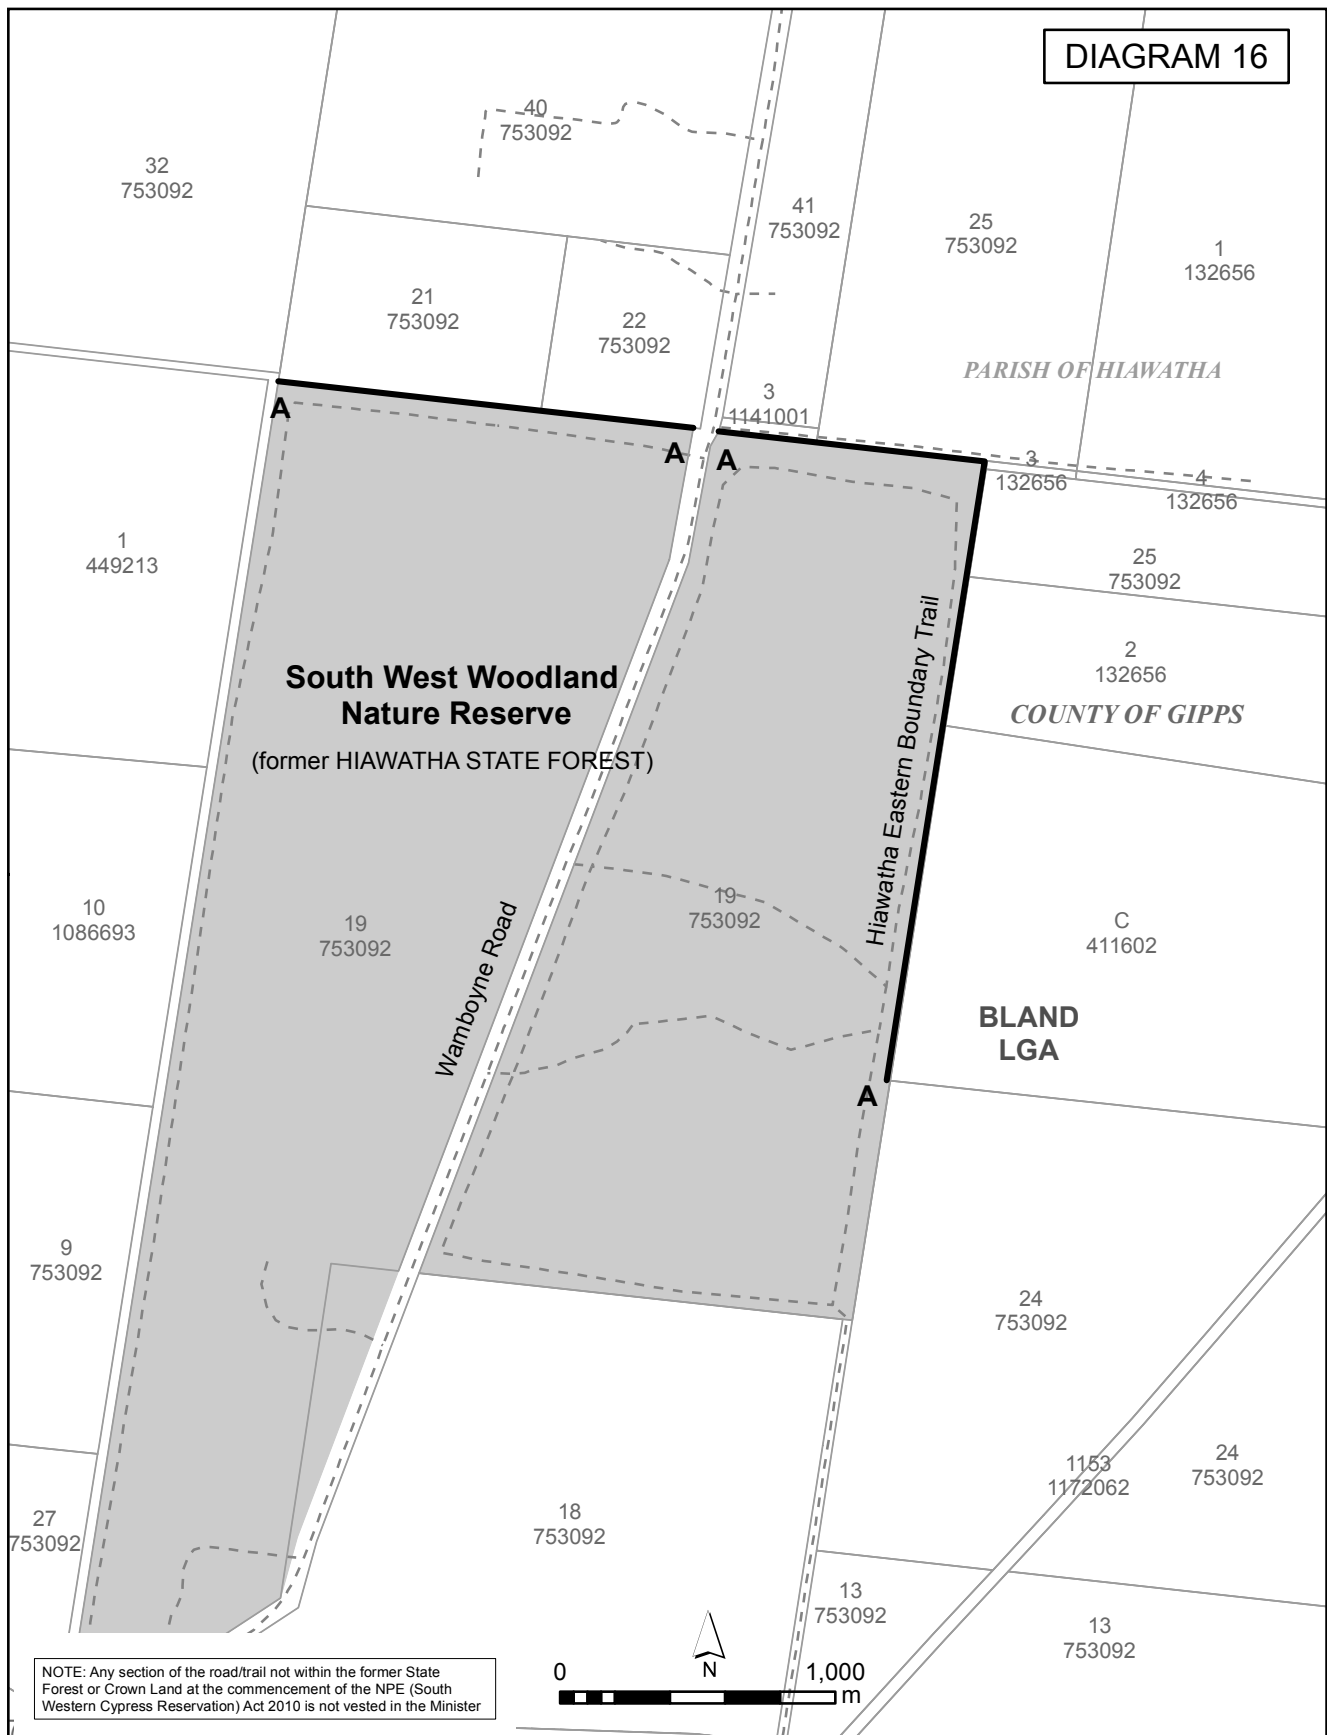 DIAGRAM 16
40
753092
32
753092
41
753092
25
753092
1
132656
21
753092
22
753092
PARISH OF HIAWATHA
3
1141001
A
A
A
3
132656
4
132656
1
449213
25
753092
Hiawatha Eastern Boundary Trail
South West Woodland
Nature Reserve
(former HIAWATHA STATE FOREST)
2
132656
COUNTY OF GIPPS
10
1086693
19
753092
Wamboyne Road
19
753092
C
411602
BLAND
LGA
A
9
753092
24
753092
1153
1172062
24
753092
27
753092
18
753092
13
753092
13
753092
NOTE: Any section of the road/trail not within the former State
Forest or Crown Land at the commencement of the NPE (South
Western Cypress Reservation) Act 2010 is not vested in the Minister
0
N
1,000
m